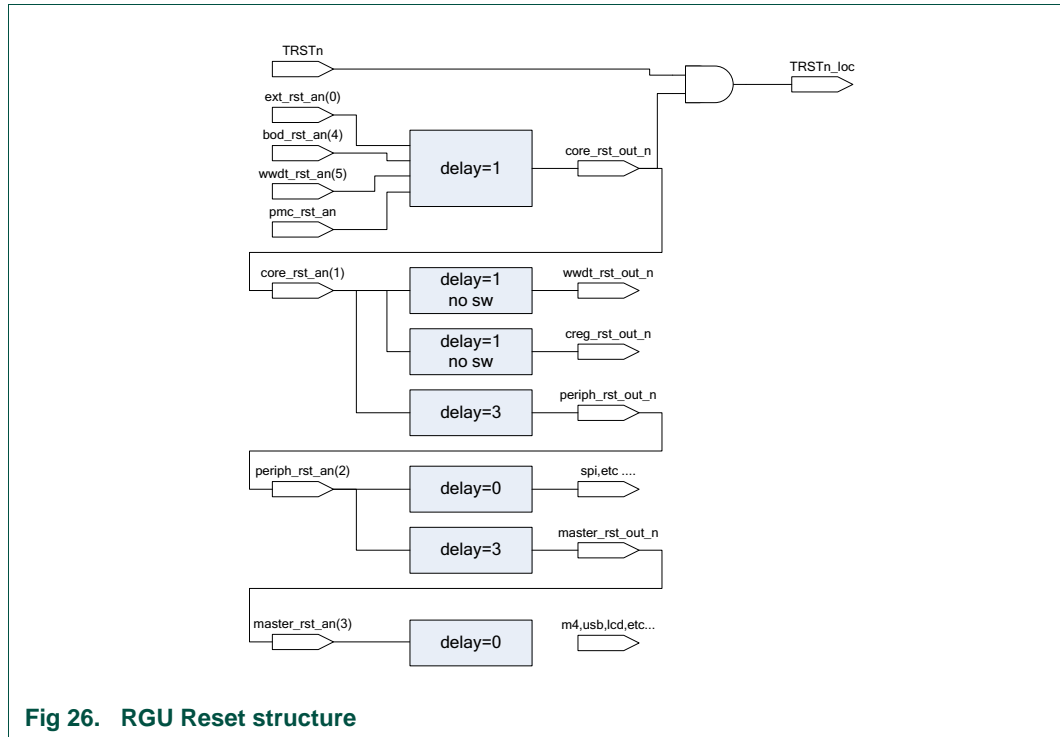 TRSTn
TRSTn_loc
ext_rst_an(0)
bod_rst_an(4)
delay=1
core_rst_out_n
wwdt_rst_an(5)
pmc_rst_an
core_rst_an(1)
delay=1
no sw
wwdt_rst_out_n
delay=1
no sw
creg_rst_out_n
delay=3
periph_rst_out_n
periph_rst_an(2)
delay=0
spi,etc ....
delay=3
master_rst_out_n
master_rst_an(3)
delay=0
m4,usb,lcd,etc...
Fig 26. RGU Reset structure